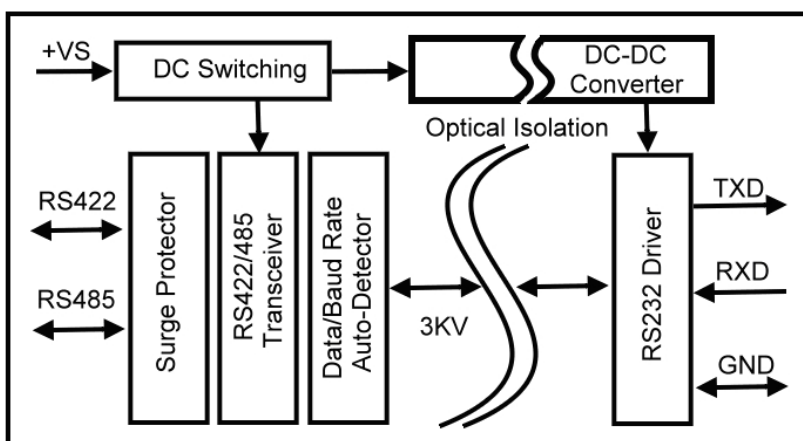 +VS
DC Switching
DC-DC
Converter
Optical Isolation
RS422
RS485
Surge Protector
RS422/485
Transceiver
Data/Baud Rate
Auto-Detector
3KV
RS232 Driver
TXD
RXD
GND